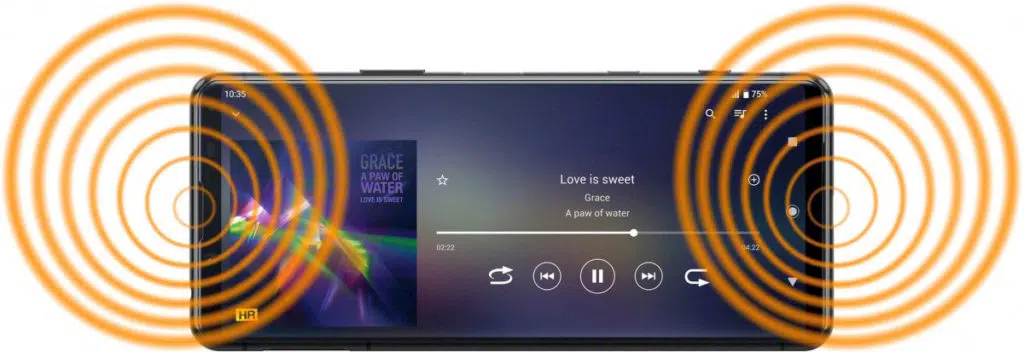 10:35
75%
GRACE
A PAW OF
WATER
LOVE IS SWEET
Love is sweet
Grace
A paw of water
02:22
04:22
HR